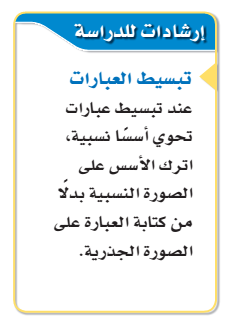 إرشادات للدراسة
تبسيط العبارات
عند تبسيط عبارات
تحوي أسسًا نسبية،
اترك الأسس على
الصورة النسبية بدلًا
من كتابة العبارة على
الصورة الجذرية.